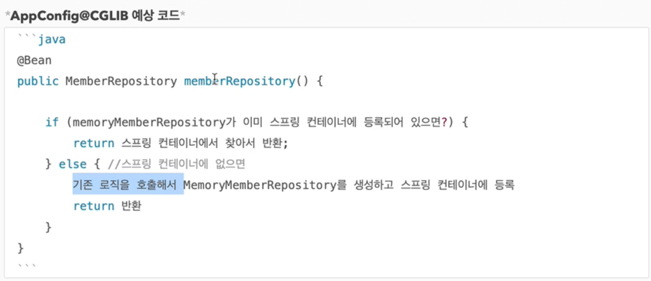 *AppConfig@CGLIB 예상 코드*
```java
@Bean
public MemberRepository memberRepository() {
if (memoryMemberRepository가 이미 스프링 컨테이너에 등록되어 있으면?) {
return 스프링 컨테이너에서 찾아서 반환;
} else { //스프링 컨테이너에 없으면
기존 로직을 호출해서 MemoryMemberRepository를 생성하고 스프링 컨테이너에 등록
return 반환
}
}
```